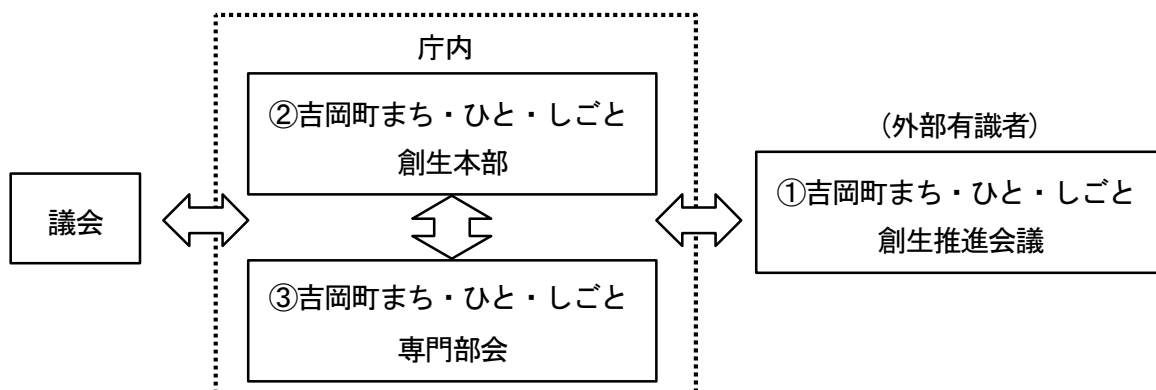 庁内
②吉岡町まち・ひと・しごと
創生本部
(外部有識者)
議会
①吉岡町まち・ひと・しごと
創生推進会議
③吉岡町まち・ひと・しごと
専門部会